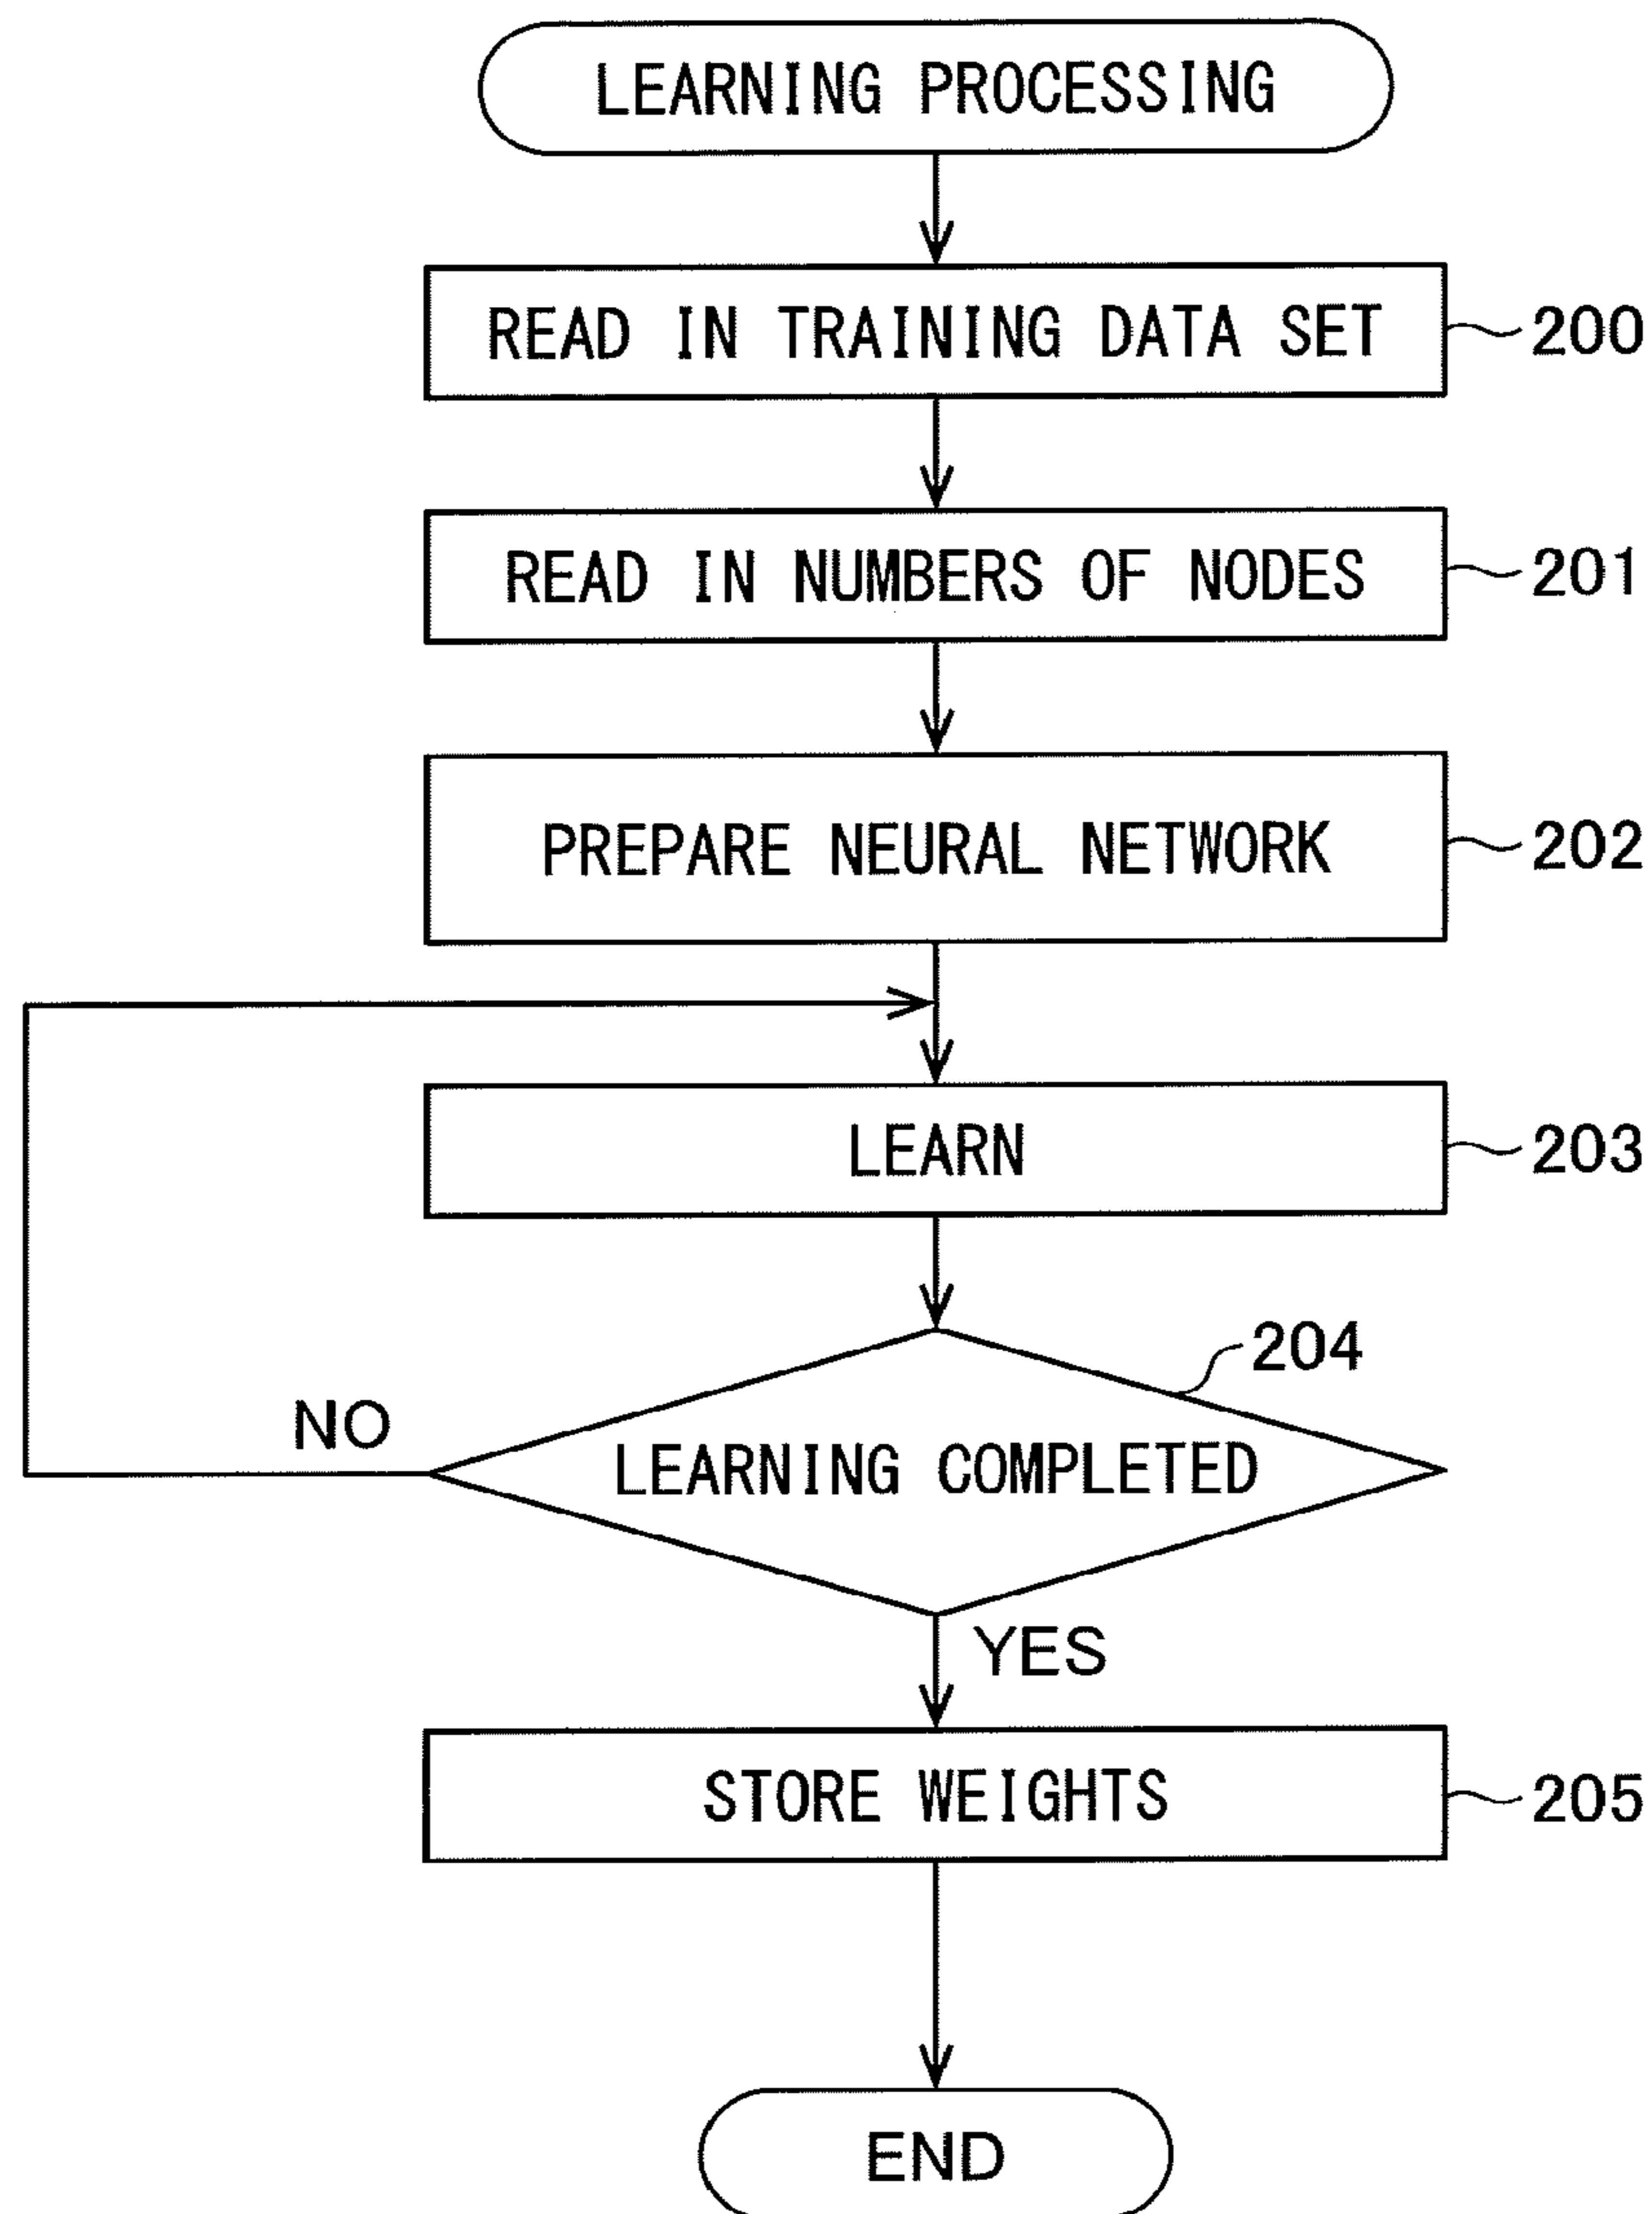 LEARNING PROCESSING
READ IN TRAINING DATA SET
200
READ IN NUMBERS OF NODES
201
PREPARE NEURAL NETWORK
202
LEARN
203
204
NO
LEARNING COMPLETED
YES
STORE WEIGHTS
205
END